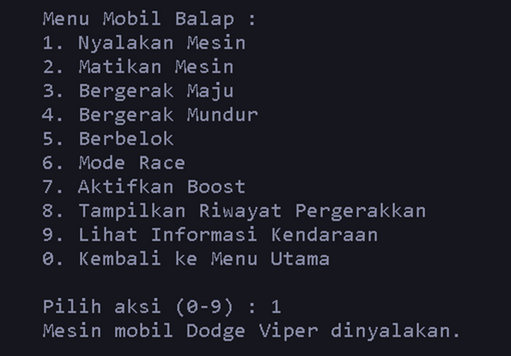 Menu Mobil Balap :
1. Nyalakan Mesin
2. Matikan Mesin
3. Bergerak Maju
4. Bergerak Mundur
5. Berbelok
6. Mode Race
7. Aktifkan Boost
8. Tampilkan Riwayat Pergerakkan
9. Lihat Informasi Kendaraan
0. Kembali ke Menu Utama
Pilih aksi (0-9) : 1
Mesin mobil Dodge Viper dinyalakan.